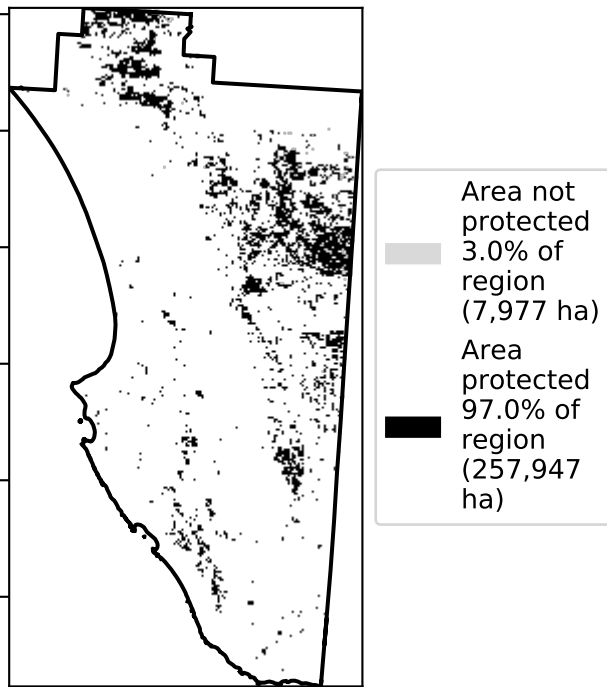 Area not
protected
3.0% of
region
(7,977 ha)
Area
protected
97.0% of
region
(257,947
ha)